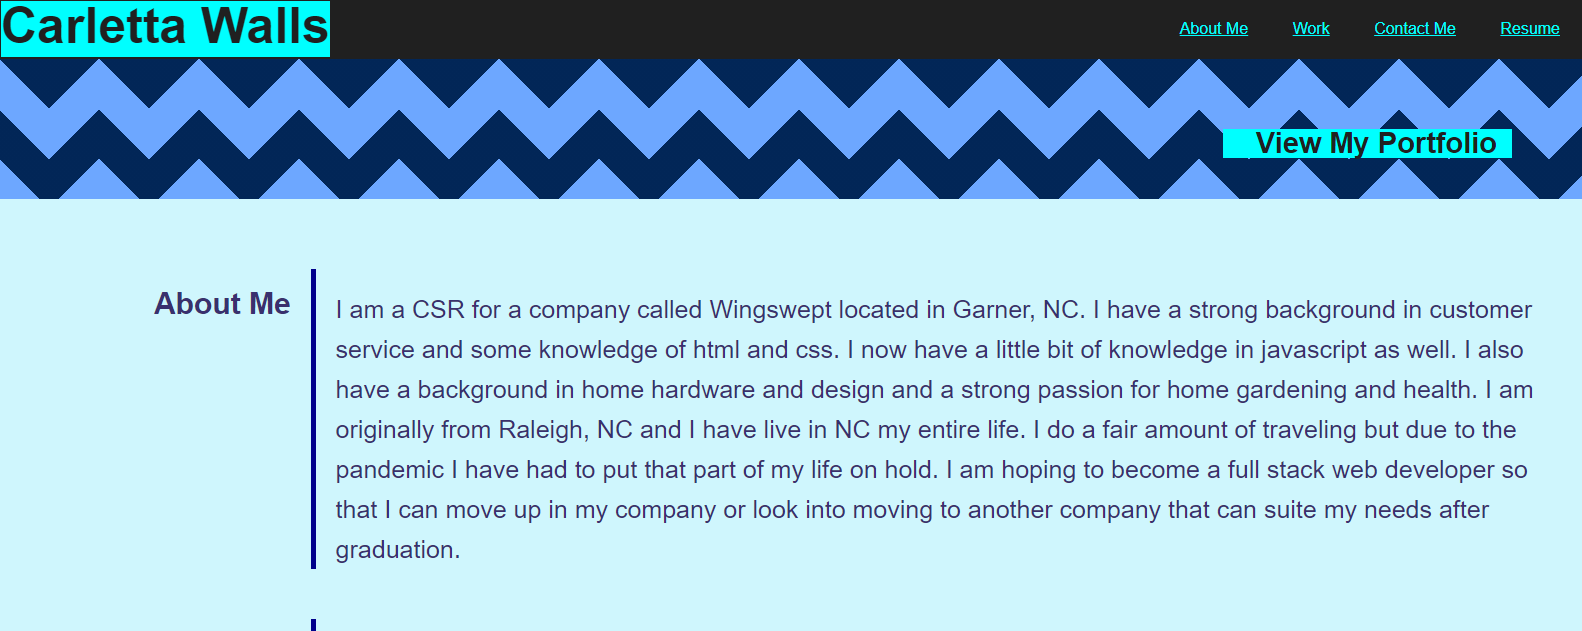 Carletta Walls
About Me Work Contact Me Resume
View My Portfolio
About Me
I am a CSR for a company called Wingswept located in Garner, NC. I have a strong background in customer
service and some knowledge of html and css. I now have a little bit of knowledge in javascript as well. I also
have a background in home hardware and design and a strong passion for home gardening and health. I am
originally from Raleigh, NC and I have live in NC my entire life. I do a fair amount of traveling but due to the
pandemic I have had to put that part of my life on hold. I am hoping to become a full stack web developer so
that I can move up in my company or look into moving to another company that can suite my needs after
graduation.